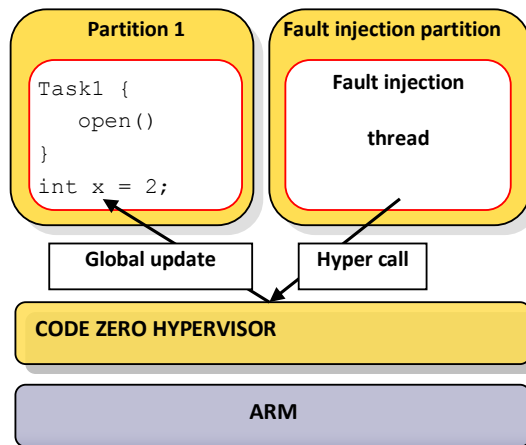 Partition 1
Task1 {
open()
}
int x = 2;
Fault injection partition
Fault injection
thread
Global update
Hyper call
CODE ZERO HYPERVISOR
ARM